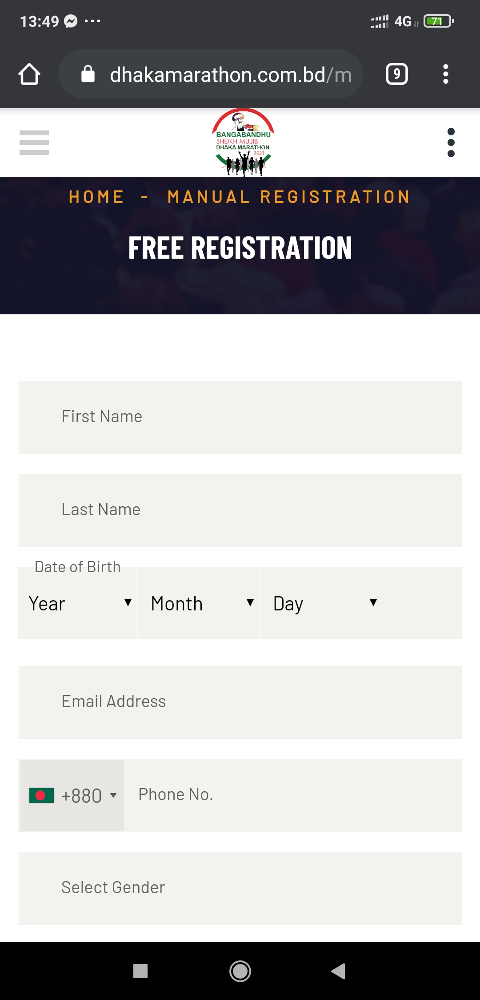 13:49
4G
71
dhakamarathon.com.bd/m
9
BANGABANDHU
SHEIKH MUJIB
DHAKA MARATHON
2021
HOME - MANUAL REGISTRATION
FREE REGISTRATION
First Name
Last Name
Date of Birth
Year Month Day
Email Address
+880 Phone No.
Select Gender